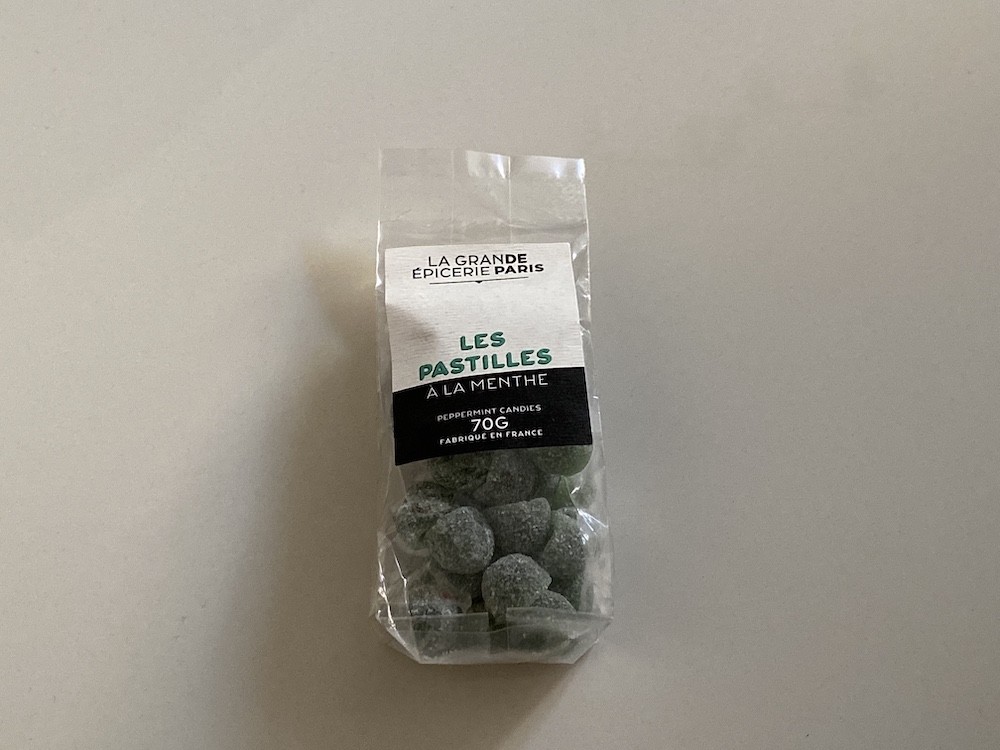 LA GRANDE
ÉPICERIE PARIS
LES
PASTILLES
À LA MENTHE
PEPPERMINT CANDIES
70G
FABRIQUÉ EN FRANCE